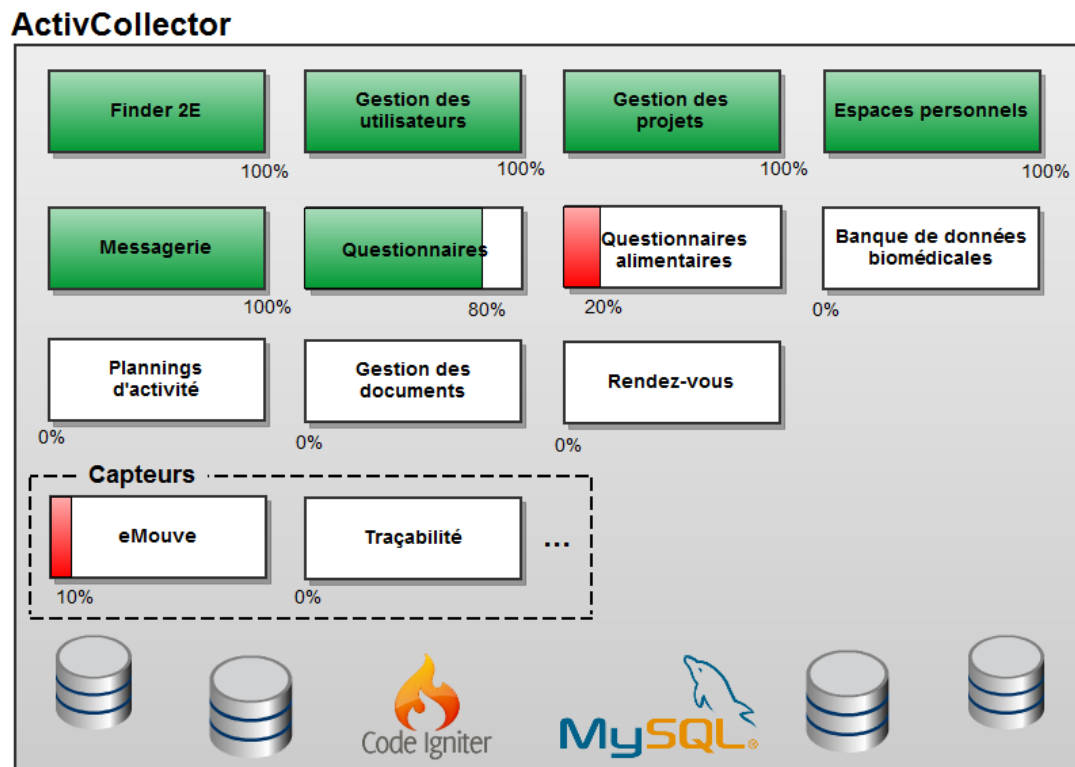 ActivCollector
Finder 2E
100%
Gestion des
utilisateurs
100%
Gestion des
projets
100%
Espaces personnels
100%
Messagerie
100%
Questionnaires
80%
Questionnaires
alimentaires
20%
Banque de données
biomédicales
0%
Plannings
d'activité
0%
Gestion des
documents
0%
Rendez-vous
0%
Capteurs
eMouve
10%
Traçabilité
0%
...
Code Igniter
MySQL®